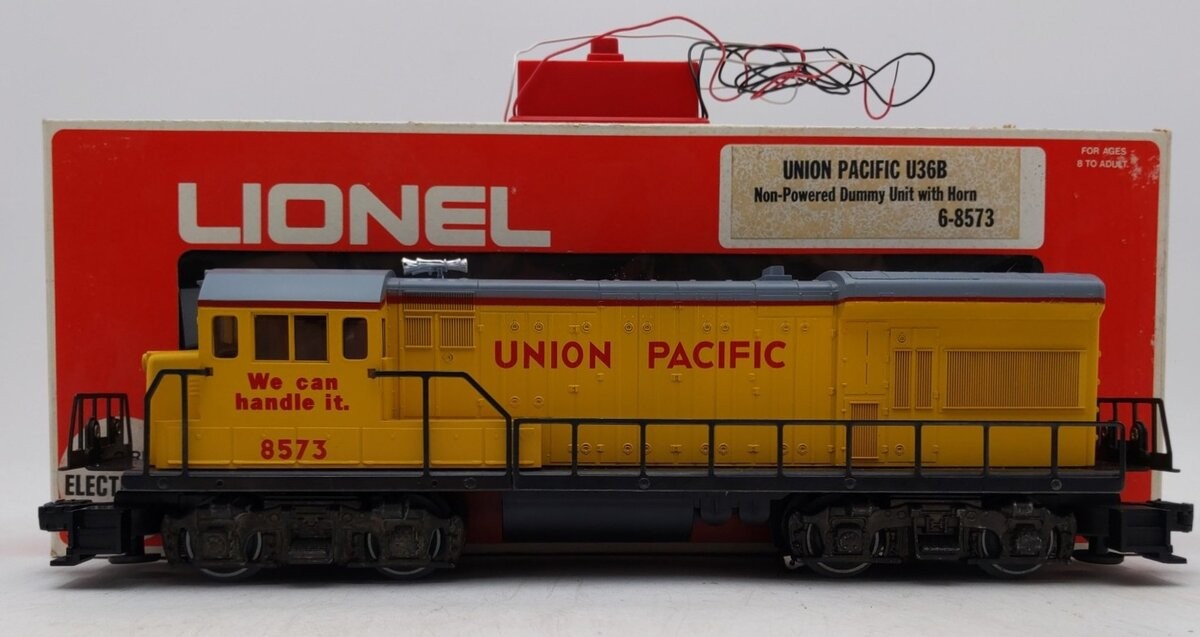 LIONEL
FOR AGES
8 TO ADULT
UNION PACIFIC U36B
Non-Powered Dummy Unit with Horn
6-8573
UNION PACIFIC
We can
handle it.
8573